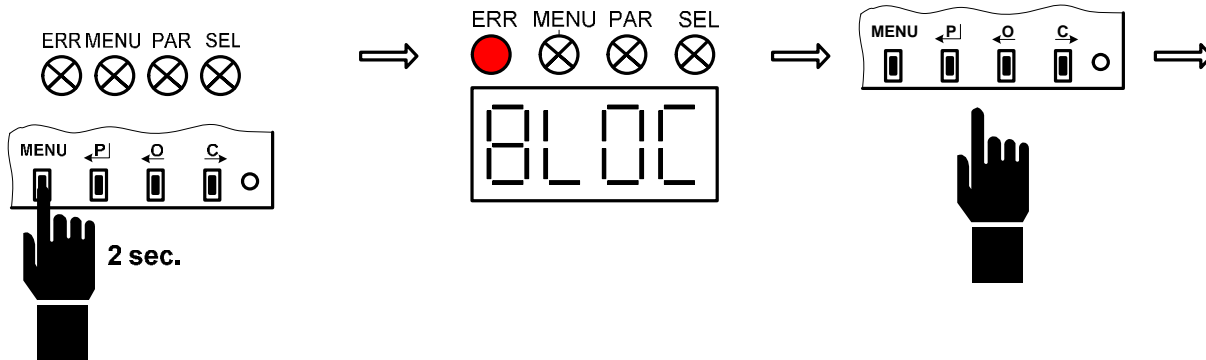 ERR MENU PAR SEL
MENU P O C
2 sec.
ERR MENU PAR SEL
BLOC
MENU P O C